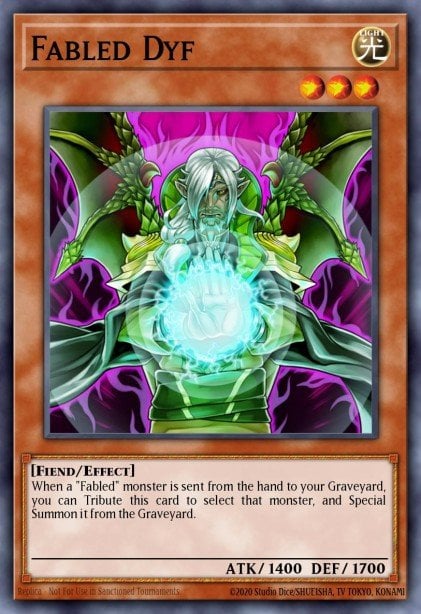 Fabled Dyf
LIGHT
光
[Fiend/Effect]
When a "Fabled" monster is sent from the hand to your Graveyard,
you can Tribute this card to select that monster, and Special
Summon it from the Graveyard.
ATK/1400 DEF/1700
Replica - Not For Use in Sanctioned Tournaments ©2020 Studio Dice/SHUEISHA, TV TOKYO, KONAMI